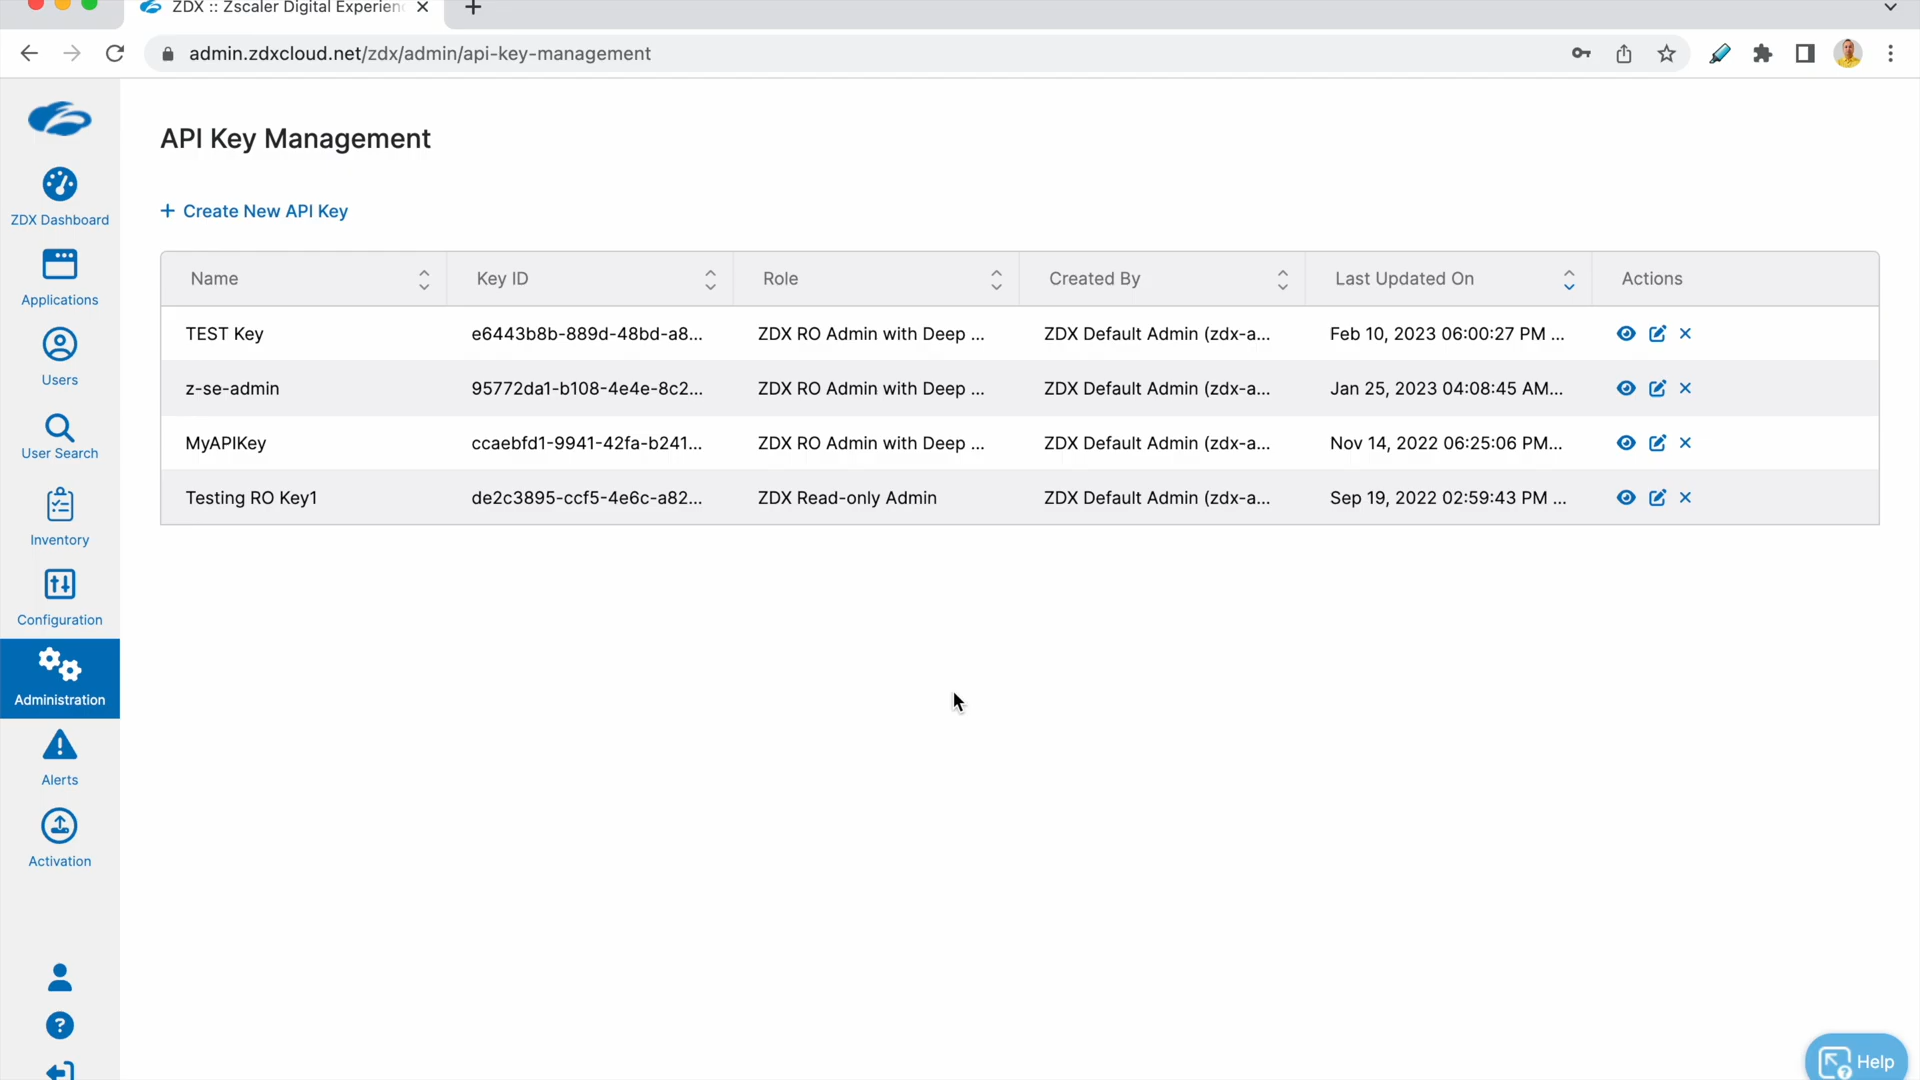 ZDX :: Zscaler Digital Experien
admin.zdxcloud.net/zdx/admin/api-key-management
API Key Management
+ Create New API Key
Name Key ID Role Created By Last Updated On Actions
TEST Key e6443b8b-889d-48bd-a8... ZDX RO Admin with Deep ... ZDX Default Admin (zdx-a... Feb 10, 2023 06:00:27 PM ...
z-se-admin 95772da1-b108-4e4e-8c2... ZDX RO Admin with Deep ... ZDX Default Admin (zdx-a... Jan 25, 2023 04:08:45 AM...
MyAPIKey ccaebfd1-9941-42fa-b241... ZDX RO Admin with Deep ... ZDX Default Admin (zdx-a... Nov 14, 2022 06:25:06 PM...
Testing RO Key1 de2c3895-ccf5-4e6c-a82... ZDX Read-only Admin ZDX Default Admin (zdx-a... Sep 19, 2022 02:59:43 PM ...
ZDX Dashboard
Applications
Users
User Search
Inventory
Configuration
Administration
Alerts
Activation
Help